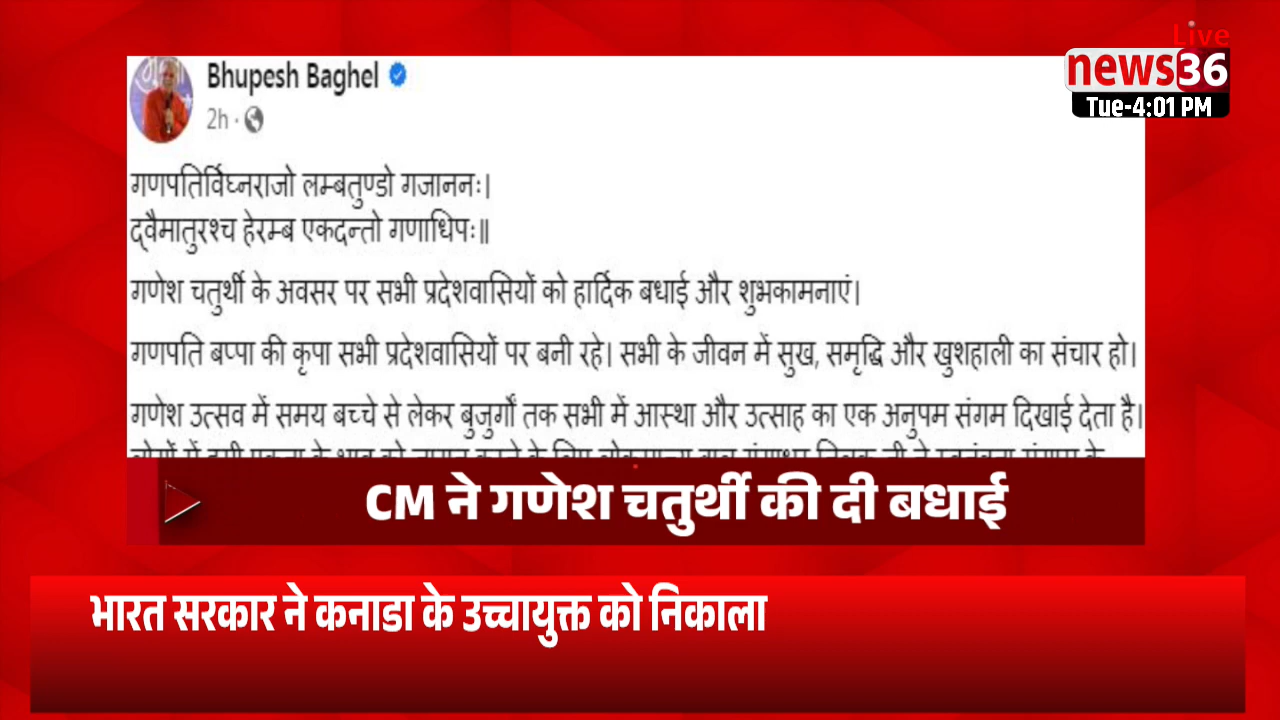 Live
news36
Tue-4:01 PM
Bhupesh Baghel
2h ·
गणपतिर्विघ्नराजो लम्बतुण्डो गजाननः।
द्वैमातुरश्च हेरम्ब एकदन्तो गणाधिपः॥
गणेश चतुर्थी के अवसर पर सभी प्रदेशवासियों को हार्दिक बधाई और शुभकामनाएं।
गणपति बप्पा की कृपा सभी प्रदेशवासियों पर बनी रहे। सभी के जीवन में सुख, समृद्धि और खुशहाली का संचार हो।
गणेश उत्सव में समय बच्चे से लेकर बुजुर्गों तक सभी में आस्था और उत्साह का एक अनुपम संगम दिखाई देता है।
CM ने गणेश चतुर्थी की दी बधाई
भारत सरकार ने कनाडा के उच्चायुक्त को निकाला